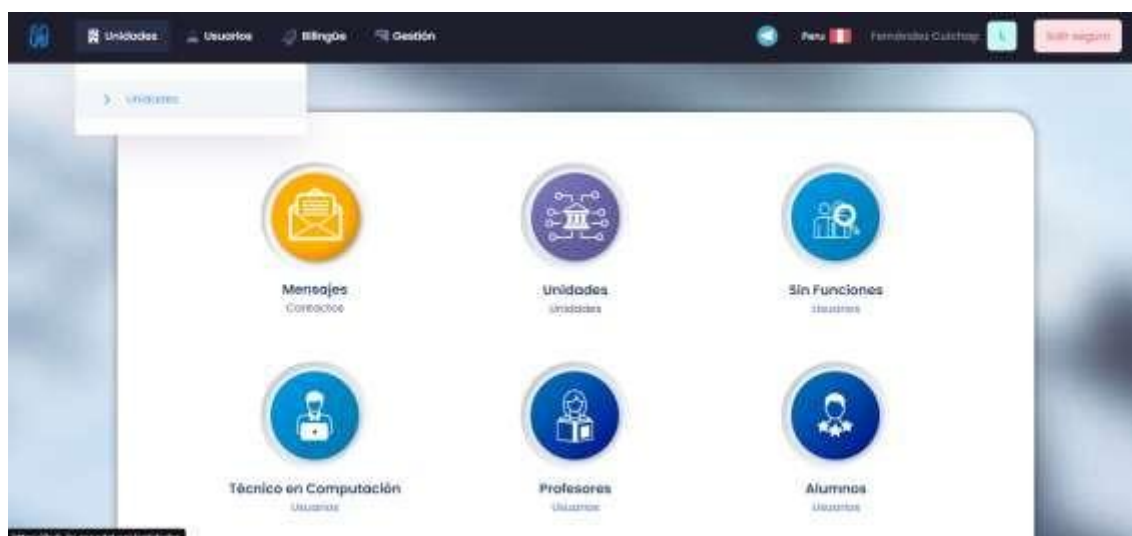 Unidades Usuarios Bilingüe Gestión Peru Fernández L Salir seguro
Unidades
Mensajes Unidades Sin Funciones
Contactos Unidades Usuarios
Técnico en Computación Profesores Alumnos
Usuarios Usuarios Usuarios